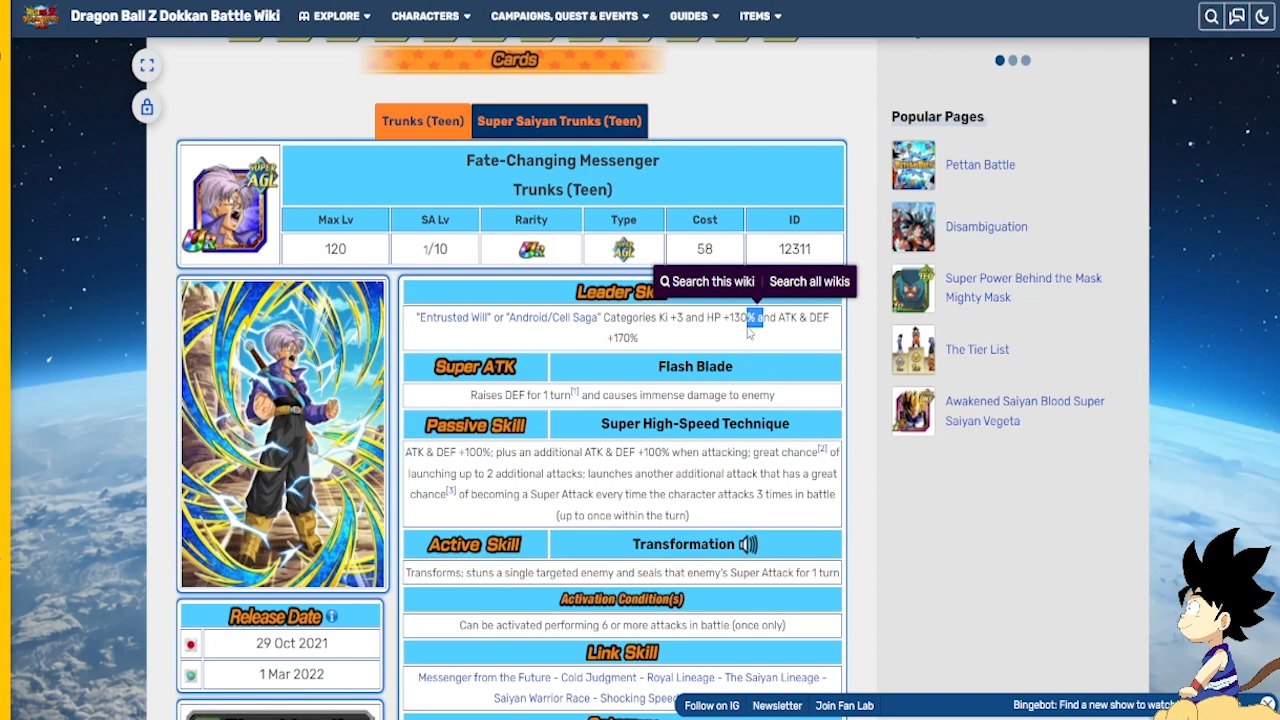 Dragon Ball Z Dokkan Battle Wiki
EXPLORE
CHARACTERS
CAMPAIGNS, QUEST & EVENTS
GUIDES
ITEMS
Cards
Trunks (Teen)
Super Saiyan Trunks (Teen)
SUPER
AGL
UR
Fate-Changing Messenger
Trunks (Teen)
Max Lv
SA Lv
Rarity
Type
Cost
ID
120
1/10
UR
SUPER
AGL
58
12311
Search this wiki
Search all wikis
Leader Sk
"Entrusted Will" or "Android/Cell Saga" Categories Ki +3 and HP +130% and ATK & DEF
+170%
Super ATK
Flash Blade
Raises DEF for 1 turn[1] and causes immense damage to enemy
Passive Skill
Super High-Speed Technique
ATK & DEF +100%; plus an additional ATK & DEF +100% when attacking; great chance[2] of
launching up to 2 additional attacks; launches another additional attack that has a great
chance[3] of becoming a Super Attack every time the character attacks 3 times in battle
(up to once within the turn)
Active Skill
Transformation
Transforms; stuns a single targeted enemy and seals that enemy's Super Attack for 1 turn
Activation Condition(s)
Can be activated performing 6 or more attacks in battle (once only)
Link Skill
Messenger from the Future - Cold Judgment - Royal Lineage - The Saiyan Lineage -
Saiyan Warrior Race - Shocking Speed
Release Date
29 Oct 2021
1 Mar 2022
Popular Pages
Pettan Battle
Disambiguation
Super Power Behind the Mask
Mighty Mask
The Tier List
Awakened Saiyan Blood Super
Saiyan Vegeta
Follow on IG
Newsletter
Join Fan Lab
Bingebot: Find a new show to watch